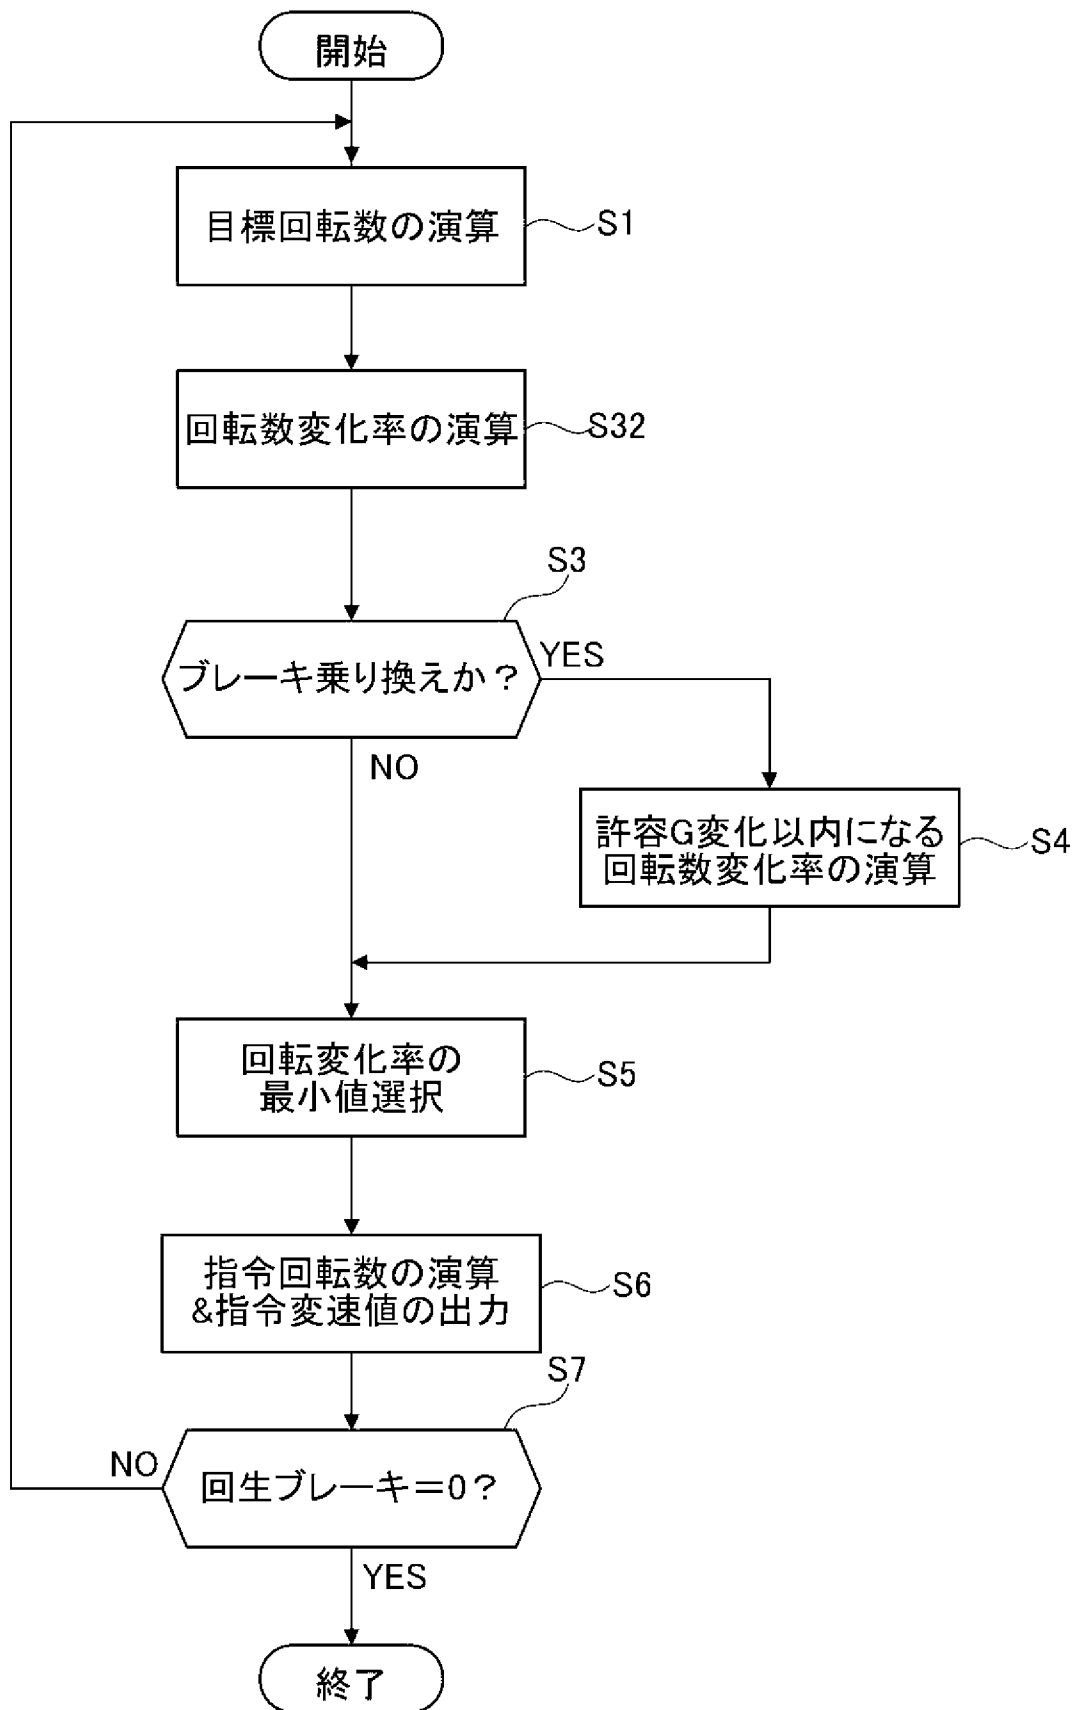 開始
目標回転数の演算
S1
回転数変化率の演算
S32
S3
ブレーキ乗り換えか？
YES
NO
許容G変化以内になる
回転数変化率の演算
S4
回転変化率の
最小値選択
S5
指令回転数の演算
&指令変速値の出力
S6
S7
NO
回生ブレーキ＝0？
YES
終了